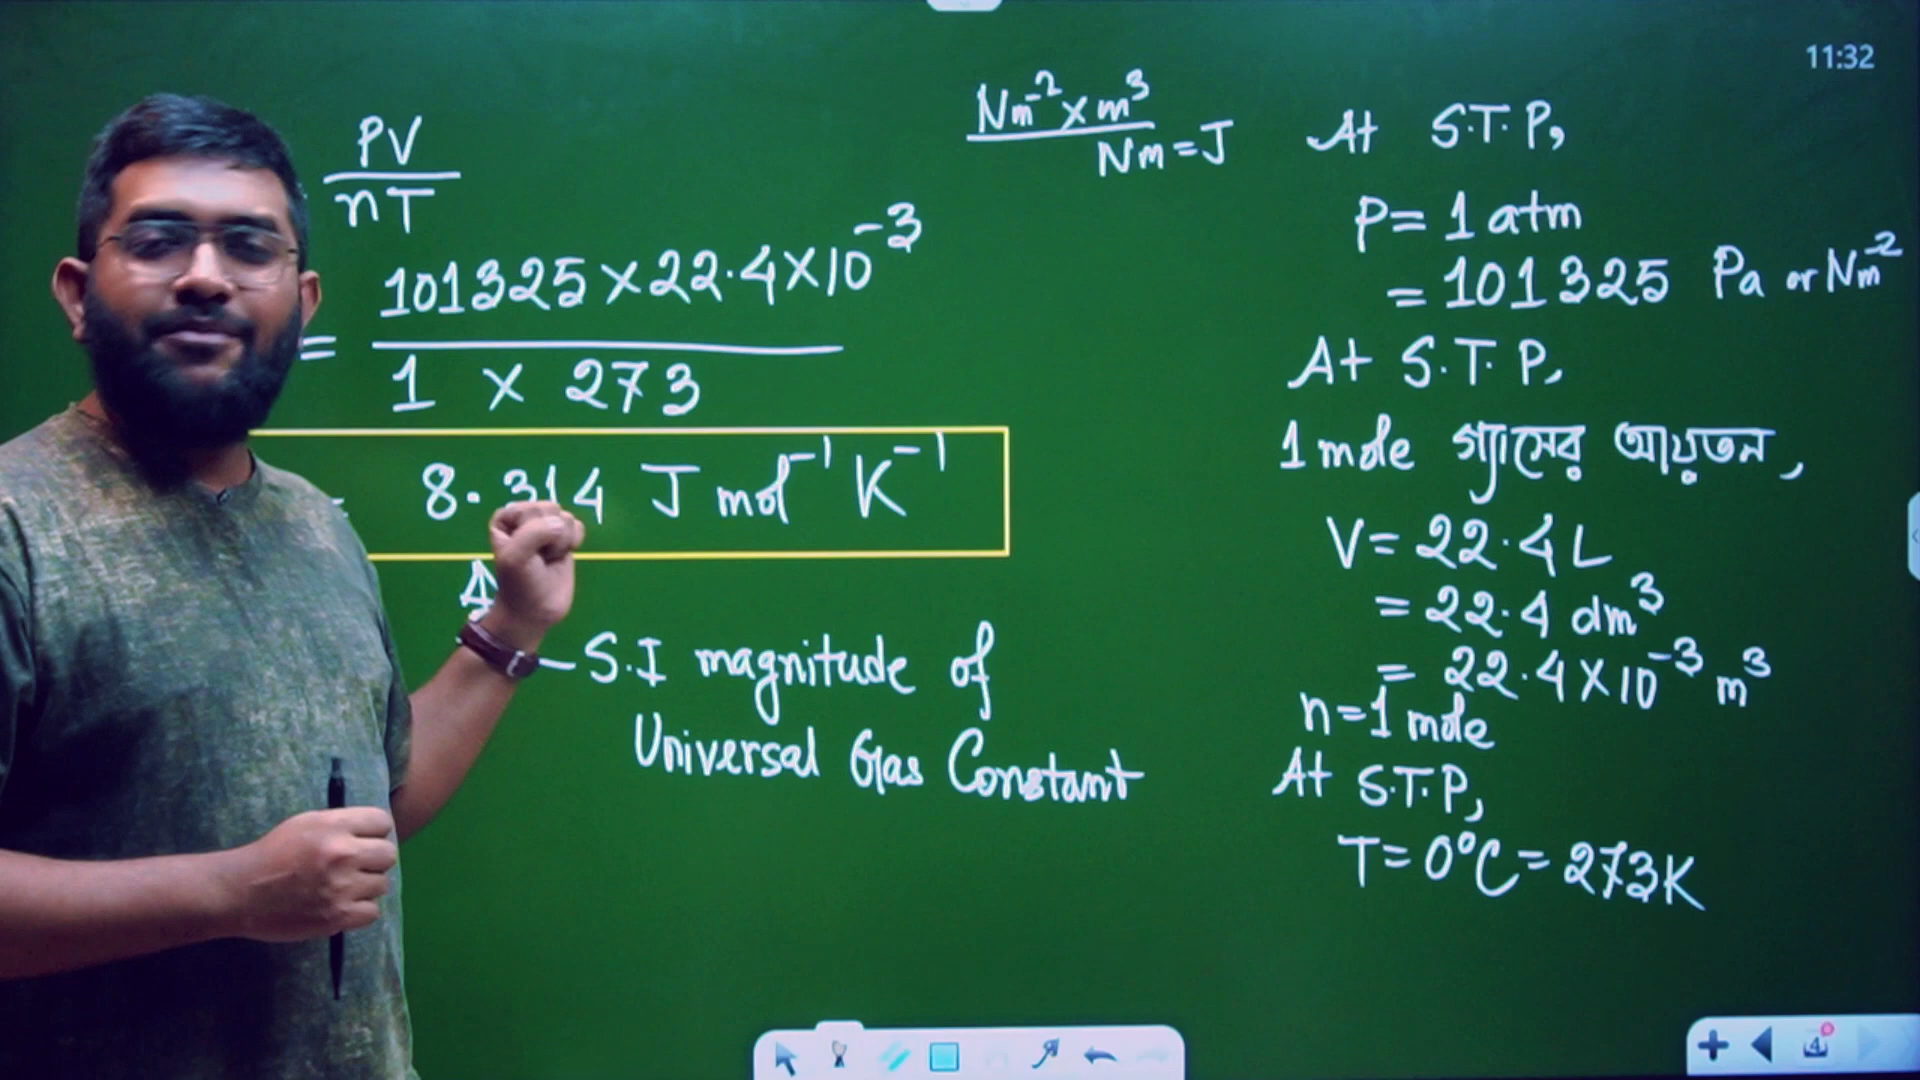 11:32
PV
nT
= 101325×22.4×10⁻³
1 × 273
8.314 J mol⁻¹ K⁻¹
S.I magnitude of
Universal Gas Constant
Nm⁻² × m³
Nm = J
At S.T.P,
P = 1 atm
= 101325 Pa or Nm⁻²
At S.T.P,
1 mole গ্যাসের আয়তন,
V = 22.4 L
= 22.4 dm³
= 22.4×10⁻³ m³
n=1 mole
At S.T.P,
T = 0°C = 273K
4